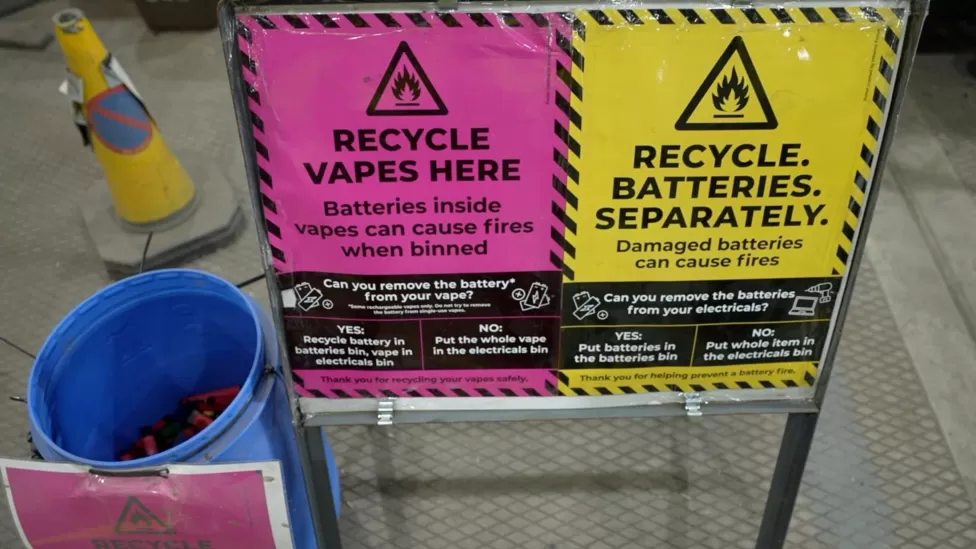 RECYCLE
VAPES HERE
Batteries inside
vapes can cause fires
when binned
Can you remove the battery*
from your vape?
*Some rechargeable vapes only. Do not try to remove
the battery from single-use vapes.
YES:
Recycle battery in
batteries bin, vape in
electricals bin
NO:
Put the whole vape
in the electricals bin
Thank you for recycling your vapes safely.
RECYCLE.
BATTERIES.
SEPARATELY.
Damaged batteries
can cause fires
Can you remove the batteries
from your electricals?
YES:
Put batteries in
the batteries bin
NO:
Put whole item in
the electricals bin
Thank you for helping prevent a battery fire.
RECYCLE